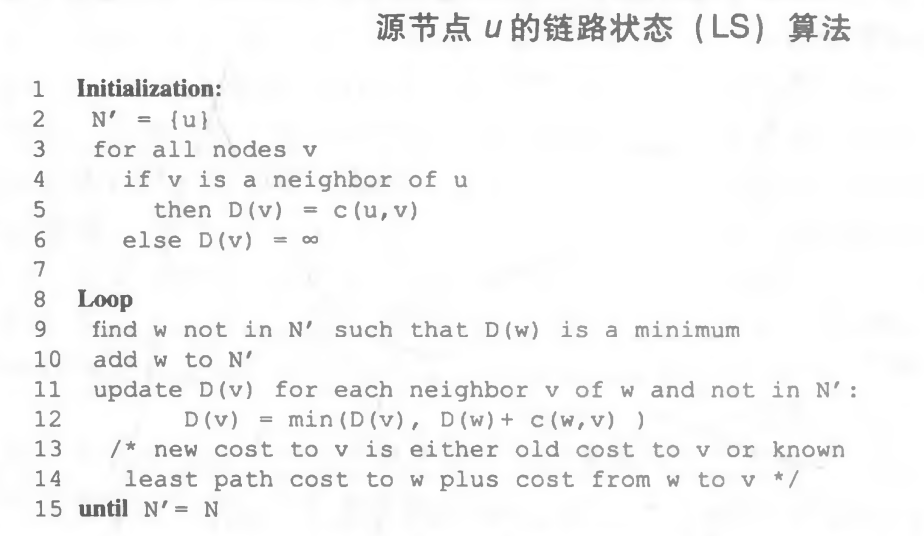 源节点 u 的链路状态（LS）算法
1 Initialization:
2 N′ = {u}
3 for all nodes v
4 if v is a neighbor of u
5 then D(v) = c(u,v)
6 else D(v) = ∞
7
8 Loop
9 find w not in N′ such that D(w) is a minimum
10 add w to N′
11 update D(v) for each neighbor v of w and not in N′:
12 D(v) = min(D(v), D(w)+ c(w,v) )
13 /* new cost to v is either old cost to v or known
14 least path cost to w plus cost from w to v */
15 until N′= N